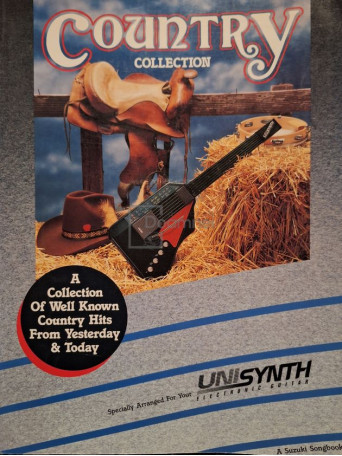 COUNTRY
COLLECTION
A
Collection
Of Well Known
Country Hits
From Yesterday
& Today
Specially Arranged For Your
UNISYNTH
ELECTRONIC GUITAR
A Suzuki Songbook